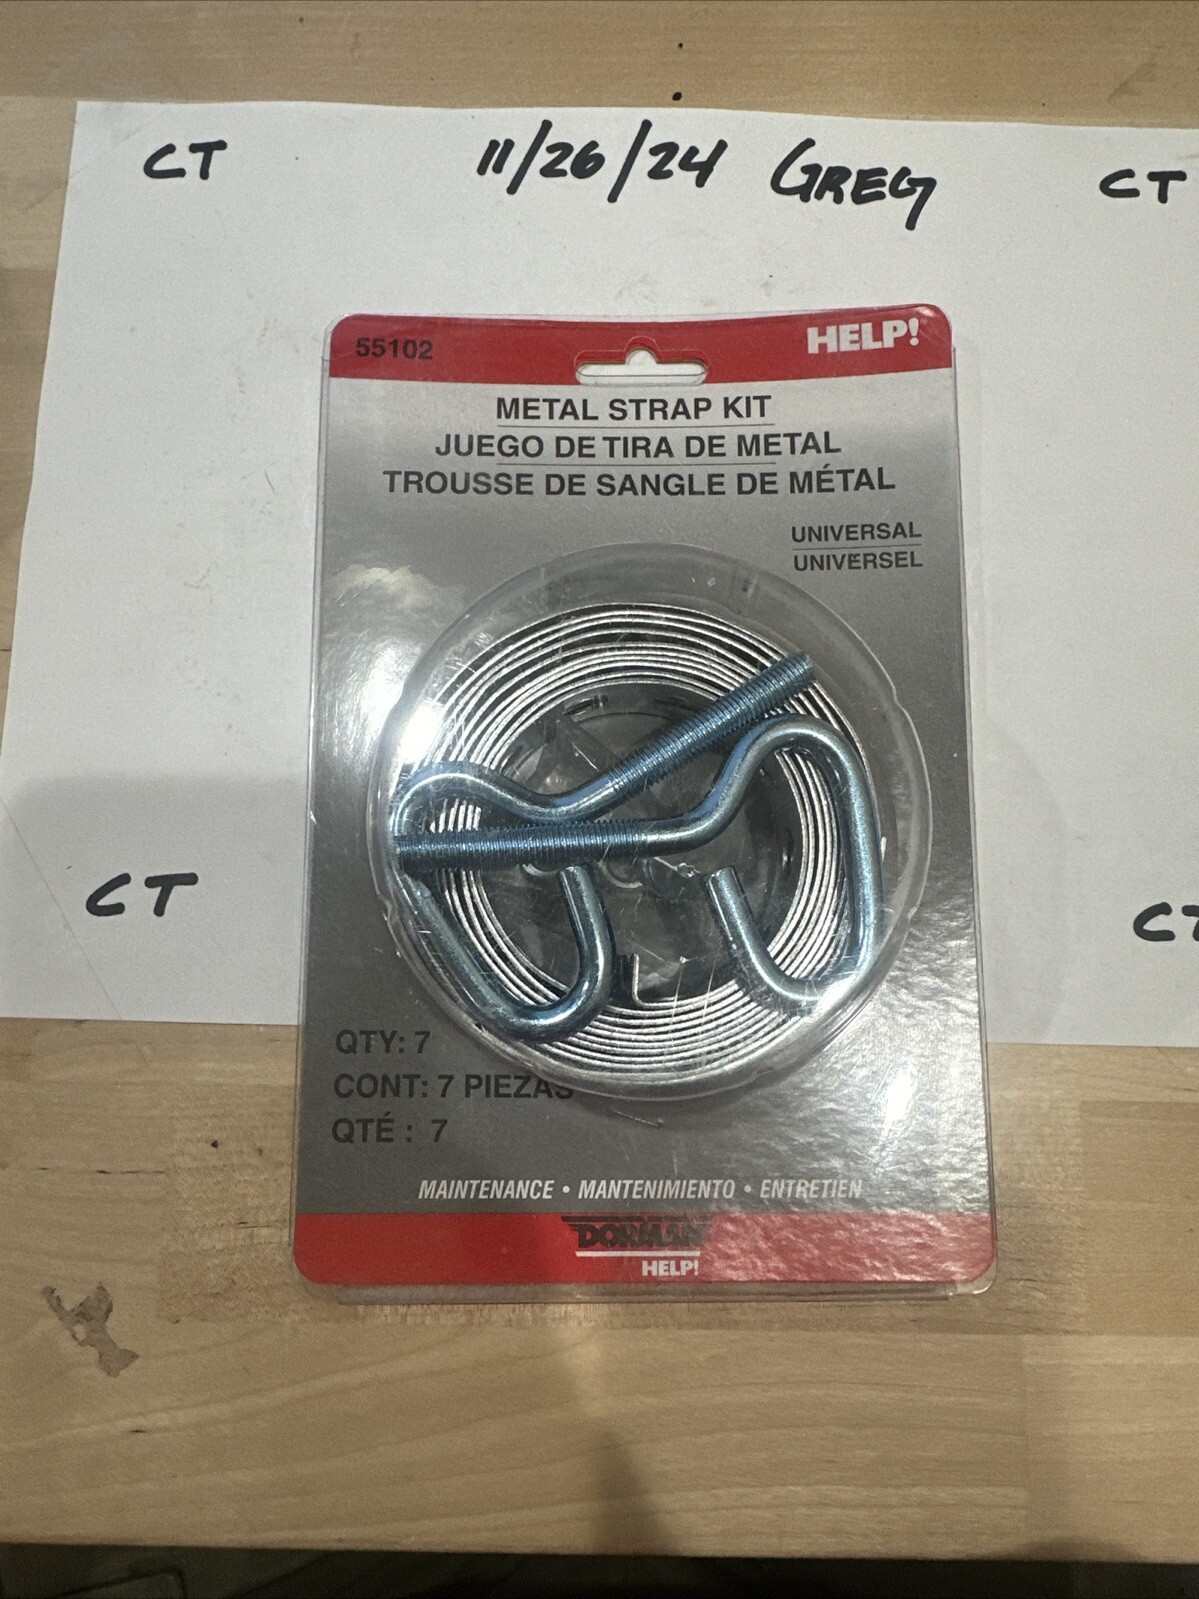 CT 11/26/24 GREG CT
55102 HELP!
METAL STRAP KIT
JUEGO DE TIRA DE METAL
TROUSSE DE SANGLE DE MÉTAL
UNIVERSAL
UNIVERSEL
CT CT
QTY: 7
CONT: 7 PIEZAS
QTÉ : 7
MAINTENANCE • MANTENIMIENTO • ENTRETIEN
DORMAN
HELP!